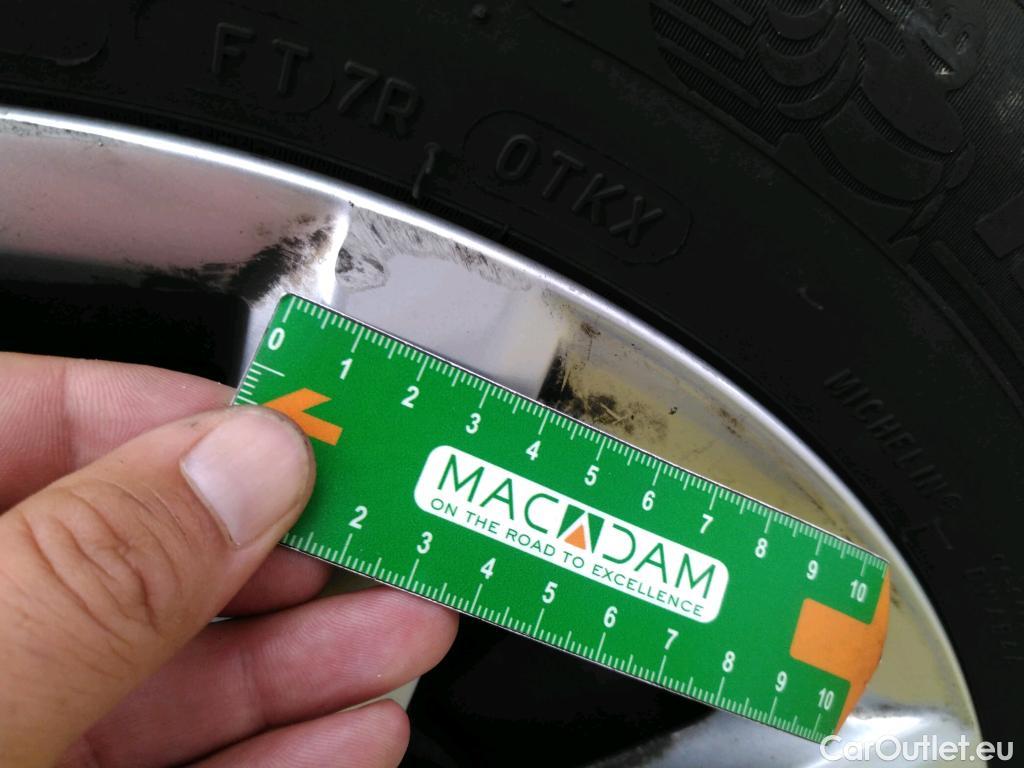 FT 7R
OTKX
MICHELIN
0 1 2 3 4 5 6 7 8 9 10
MACADAM
ON THE ROAD TO EXCELLENCE
2 3 4 5 6 7 8 9 10
CarOutlet.eu